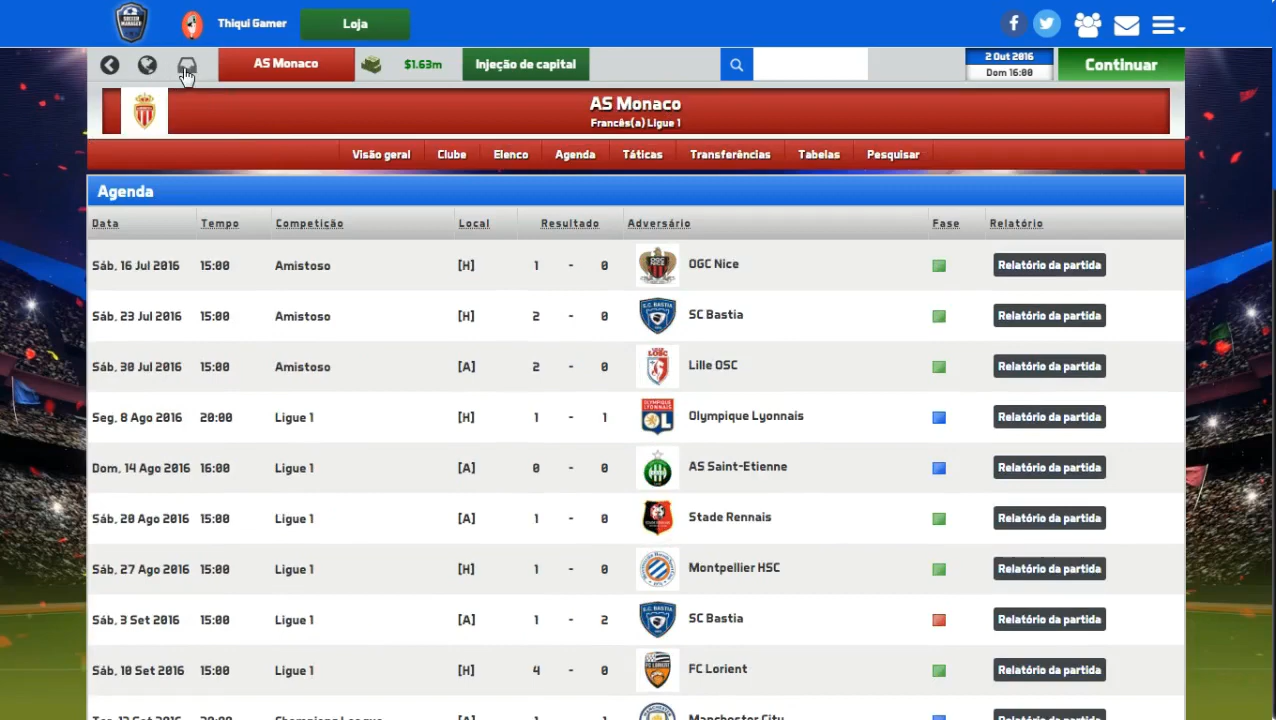 Thiqui Gamer
Loja
AS Monaco
$1.63m
Injeção de capital
2 Out 2016
Dom 16:00
Continuar
AS Monaco
Francês(a) Ligue 1
Visão geral Clube Elenco Agenda Táticas Transferências Tabelas Pesquisar
Agenda
Data Tempo Competição Local Resultado Adversário Fase Relatório
Sáb, 16 Jul 2016 15:00 Amistoso [H] 1 - 0 OGC Nice Relatório da partida
Sáb, 23 Jul 2016 15:00 Amistoso [H] 2 - 0 SC Bastia Relatório da partida
Sáb, 30 Jul 2016 15:00 Amistoso [A] 2 - 0 Lille OSC Relatório da partida
Seg, 8 Ago 2016 20:00 Ligue 1 [H] 1 - 1 Olympique Lyonnais Relatório da partida
Dom, 14 Ago 2016 16:00 Ligue 1 [A] 0 - 0 AS Saint-Etienne Relatório da partida
Sáb, 20 Ago 2016 15:00 Ligue 1 [A] 1 - 0 Stade Rennais Relatório da partida
Sáb, 27 Ago 2016 15:00 Ligue 1 [H] 1 - 0 Montpellier HSC Relatório da partida
Sáb, 3 Set 2016 15:00 Ligue 1 [A] 1 - 2 SC Bastia Relatório da partida
Sáb, 10 Set 2016 15:00 Ligue 1 [H] 4 - 0 FC Lorient Relatório da partida
Champions League [A] 1 - 1 Manchester City